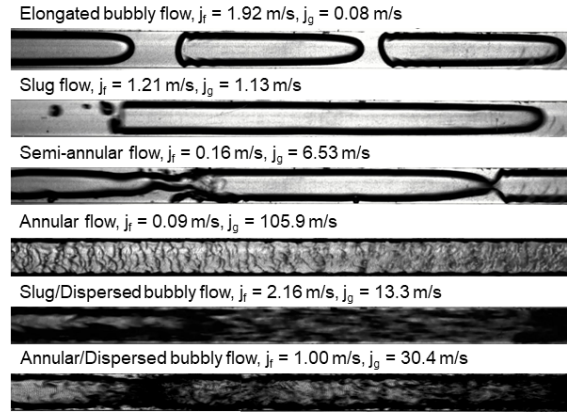 Elongated bubbly flow, jf = 1.92 m/s, jg = 0.08 m/s
Slug flow, jf = 1.21 m/s, jg = 1.13 m/s
Semi-annular flow, jf = 0.16 m/s, jg = 6.53 m/s
Annular flow, jf = 0.09 m/s, jg = 105.9 m/s
Slug/Dispersed bubbly flow, jf = 2.16 m/s, jg = 13.3 m/s
Annular/Dispersed bubbly flow, jf = 1.00 m/s, jg = 30.4 m/s